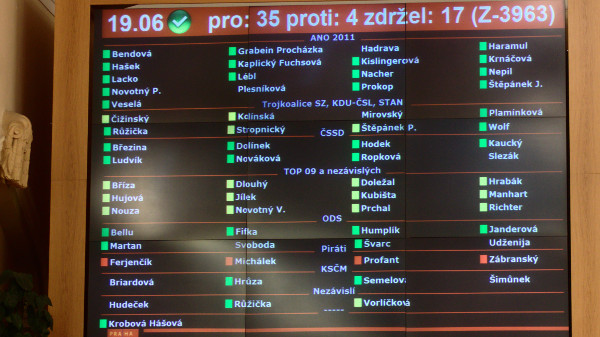 19.06 pro: 35 proti: 4 zdržel: 17 (Z-3963)
ANO 2011
Bendová Grabein Procházka Hadrava Haramul
Hašek Kaplický Fuchsová Kislingerová Krnáčová
Lacko Lébl Nacher Nepil
Novotný P. Plesníková Prokop Štěpánek J.
Veselá
Trojkoalice SZ, KDU-ČSL, STAN
Čižinský Kolínská Mirovský Plamínková
Růžička Stropnický Štěpánek P. Wolf
ČSSD
Březina Dolínek Hodek Kaucký
Ludvík Nováková Ropková Slezák
TOP 09 a nezávislých
Bříza Dlouhý Doležal Hrabák
Hujová Jílek Kubišta Manhart
Nouza Novotný V. Prchal Richter
ODS
Bellu Fifka Humplík Janderová
Martan Svoboda Švarc Udženija
Piráti
Ferjenčík Michálek Profant Zábranský
KSČM
Briardová Hrůza Semelová Šimůnek
Nezávislí
Hudeček Růžička Vorlíčková
-----
Krobová Hášová
PRA HA